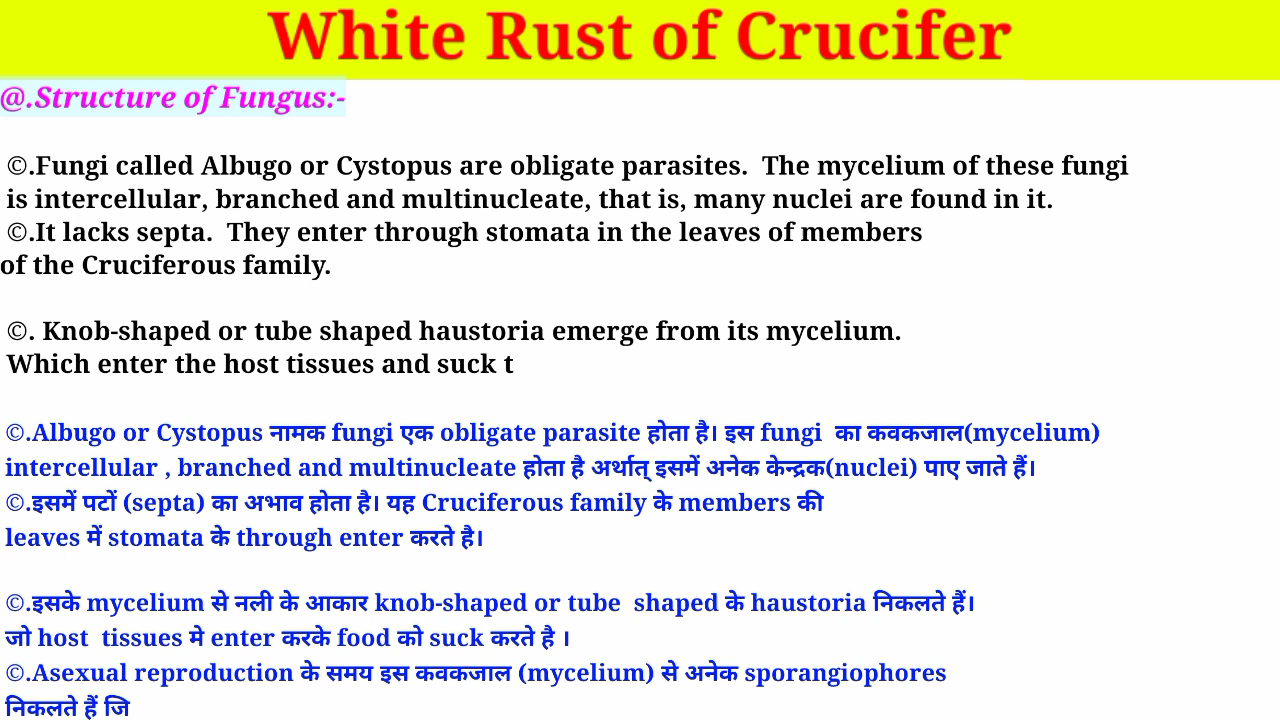 White Rust of Crucifer
@.Structure of Fungus:-
©.Fungi called Albugo or Cystopus are obligate parasites.  The mycelium of these fungi
is intercellular, branched and multinucleate, that is, many nuclei are found in it.
©.It lacks septa.  They enter through stomata in the leaves of members
of the Cruciferous family.
©. Knob-shaped or tube shaped haustoria emerge from its mycelium.
Which enter the host tissues and suck t
©.Albugo or Cystopus नामक fungi एक obligate parasite होता है। इस fungi  का कवकजाल(mycelium)
intercellular , branched and multinucleate होता है अर्थात् इसमें अनेक केन्द्रक(nuclei) पाए जाते हैं।
©.इसमें पटों (septa) का अभाव होता है। यह Cruciferous family के members की
leaves में stomata के through enter करते है।
©.इसके mycelium से नली के आकार knob-shaped or tube  shaped के haustoria निकलते हैं।
जो host  tissues मे enter करके food को suck करते है ।
©.Asexual reproduction के समय इस कवकजाल (mycelium) से अनेक sporangiophores
निकलते हैं जि